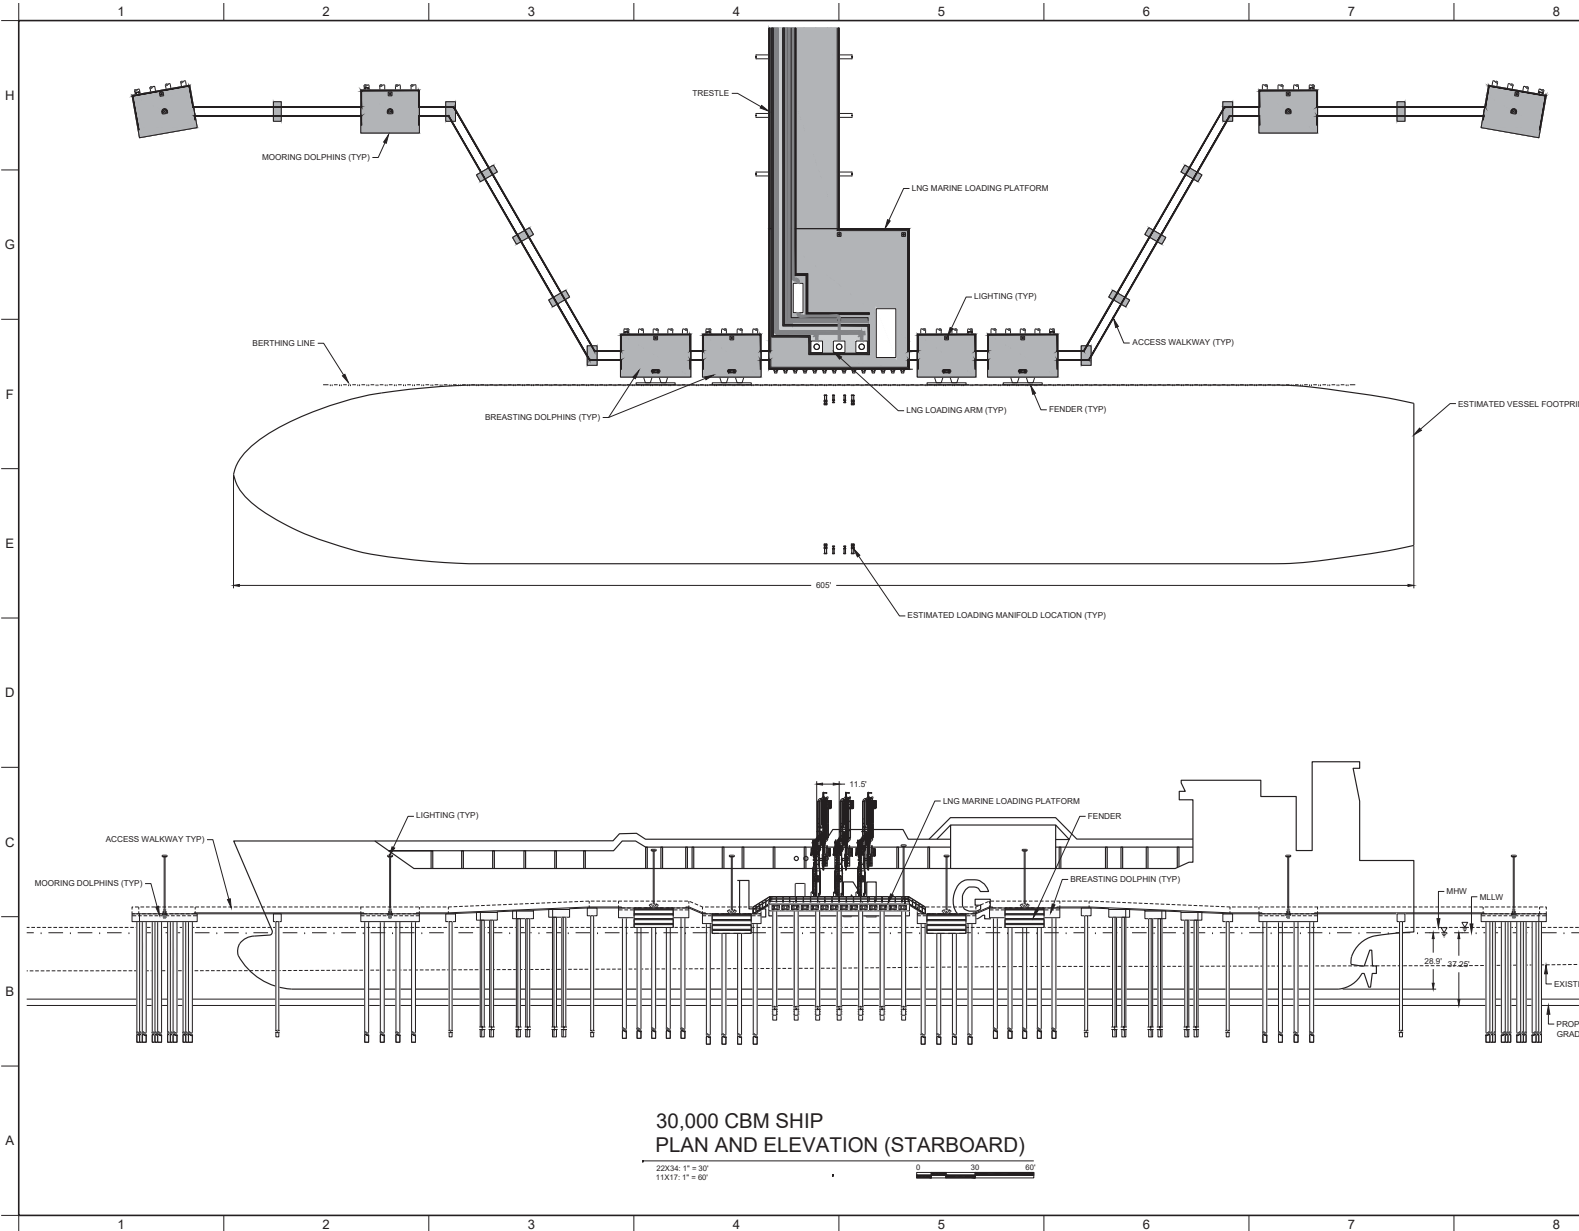 1 2 3 4 5 6 7 8
H
TRESTLE
MOORING DOLPHINS (TYP)
LNG MARINE LOADING PLATFORM
G
LIGHTING (TYP)
BERTHING LINE
ACCESS WALKWAY (TYP)
F
BREASTING DOLPHINS (TYP)
LNG LOADING ARM (TYP)
FENDER (TYP)
ESTIMATED VESSEL FOOTPRI
E
605'
ESTIMATED LOADING MANIFOLD LOCATION (TYP)
D
11.5'
LNG MARINE LOADING PLATFORM
LIGHTING (TYP)
FENDER
C
ACCESS WALKWAY TYP)
MOORING DOLPHINS (TYP)
BREASTING DOLPHIN (TYP)
G
MHW
MLLW
28.9'
37.25'
B
EXIST
PROP
GRAD
30,000 CBM SHIP
PLAN AND ELEVATION (STARBOARD)
A
22X34: 1" = 30'
11X17: 1" = 60'
0 30 60'
1 2 3 4 5 6 7 8